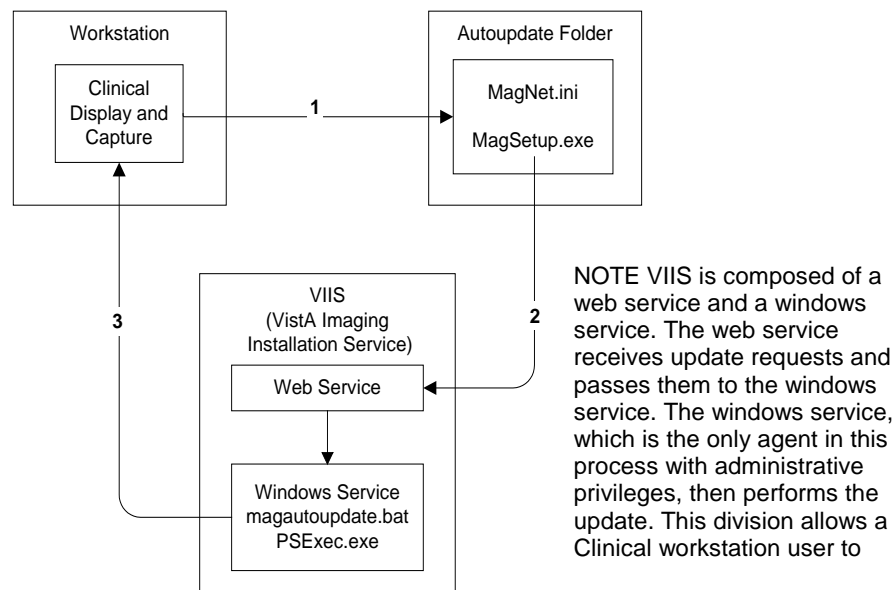 Workstation
Clinical
Display and
Capture
1
Autoupdate Folder
MagNet.ini
MagSetup.exe
3
VIIS
(VistA Imaging
Installation Service)
Web Service
Windows Service
magautoupdate.bat
PSExec.exe
2
NOTE VIIS is composed of a
web service and a windows
service. The web service
receives update requests and
passes them to the windows
service. The windows service,
which is the only agent in this
process with administrative
privileges, then performs the
update. This division allows a
Clinical workstation user to